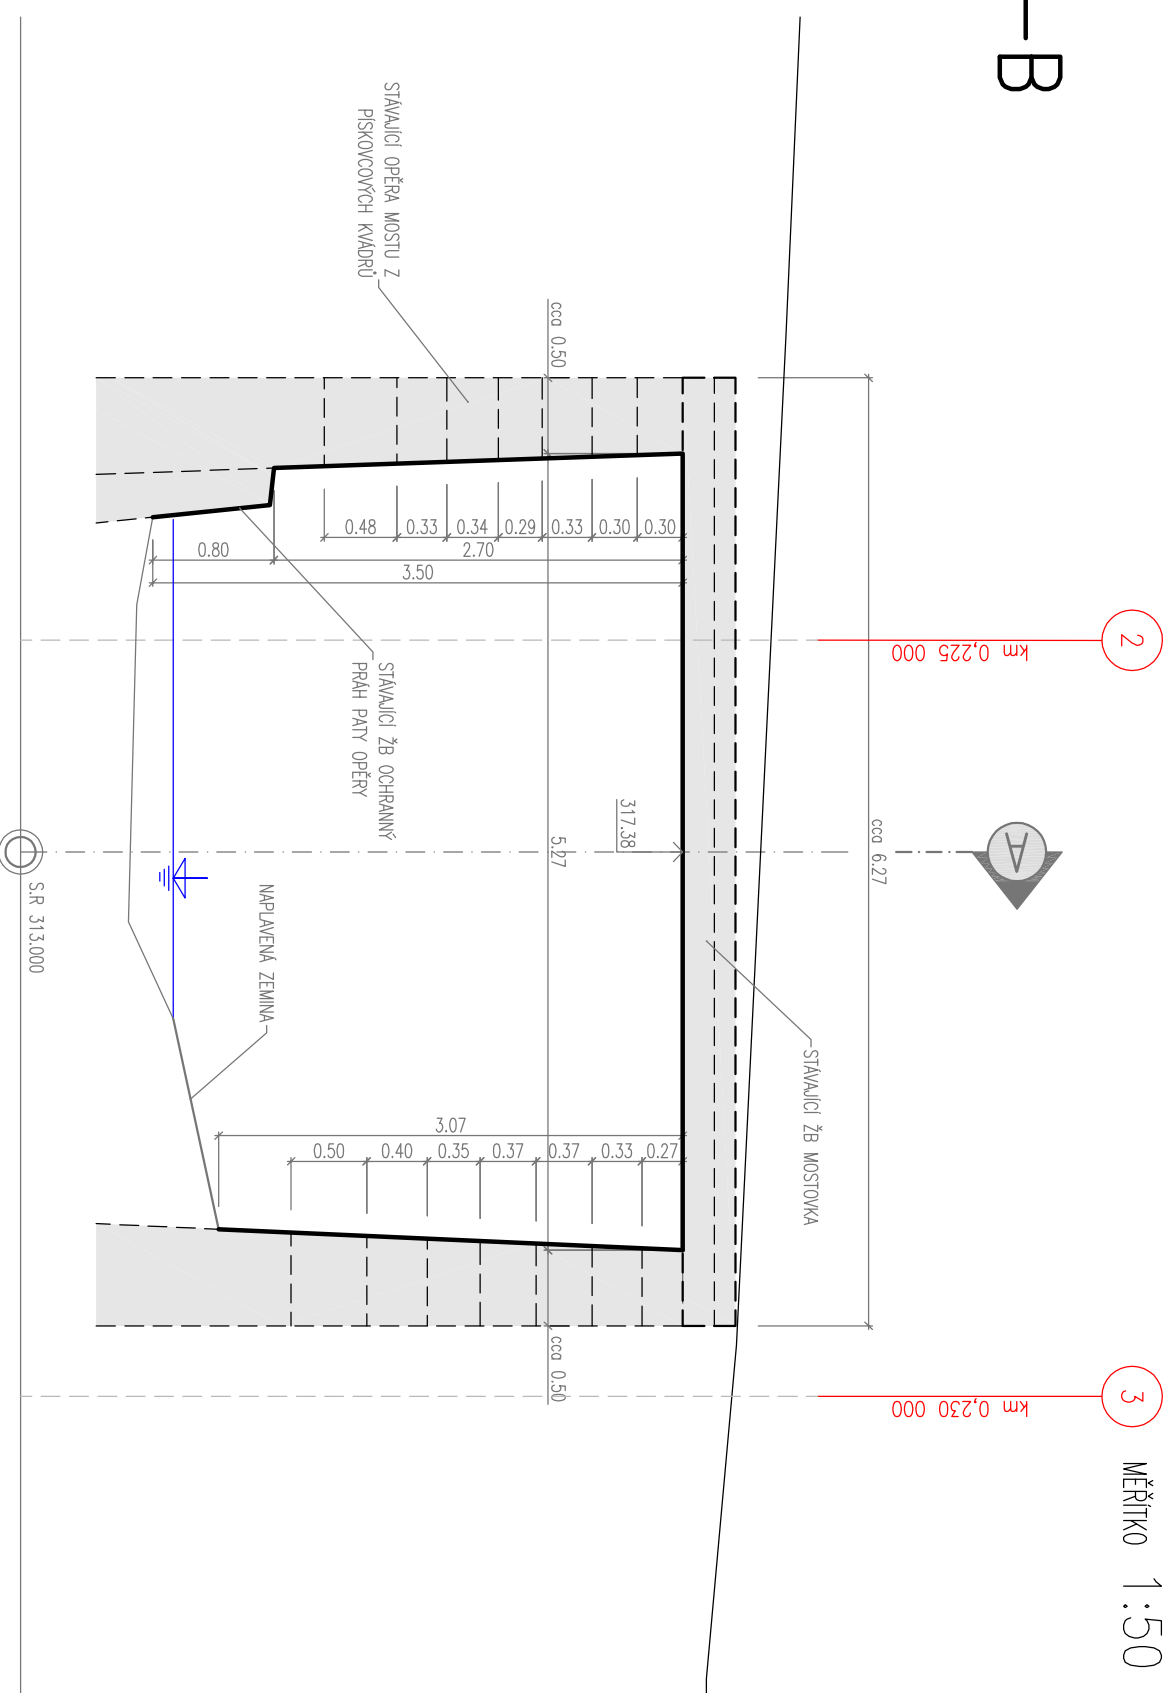 -B
MĚŘÍTKO 1:50
2
km 0,225 000
3
km 0,230 000
A
cca 6.27
STÁVAJÍCÍ ŽB MOSTOVKA
317.38
cca 0.50
5.27
cca 0.50
STÁVAJÍCÍ OPĚRA MOSTU Z
PÍSKOVCOVÝCH KVÁDRŮ
0.48 0.33 0.34 0.29 0.33 0.30 0.30
0.80 2.70
3.50
STÁVAJÍCÍ ŽB OCHRANNÝ
PRÁH PATY OPĚRY
3.07
0.50 0.40 0.35 0.37 0.37 0.33 0.27
NAPLAVENÁ ZEMINA
S.R 313.000